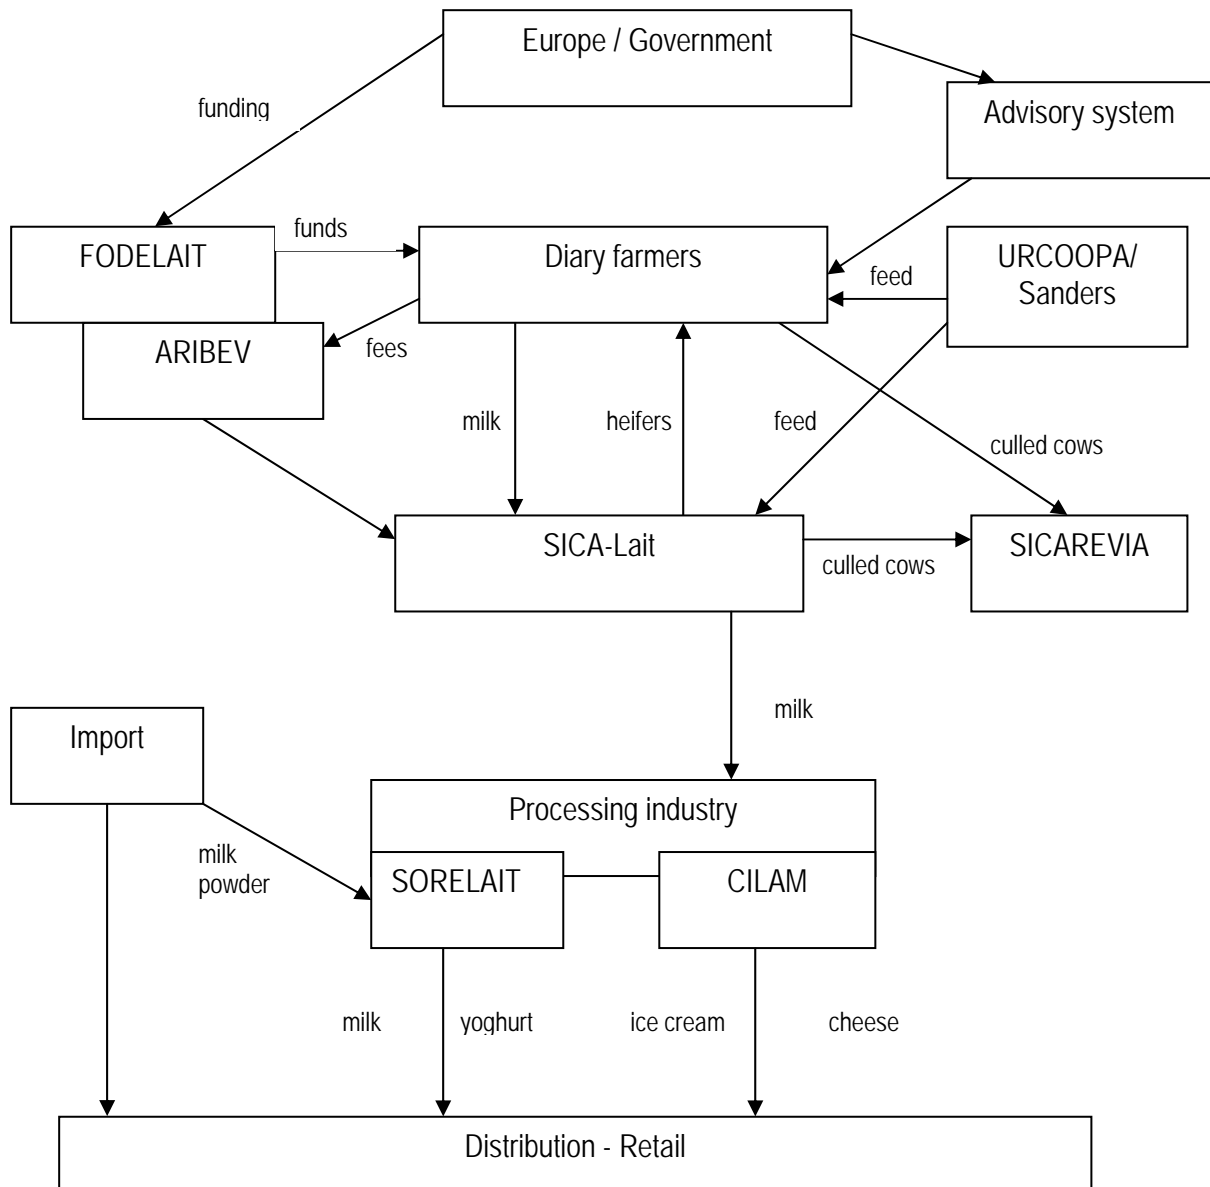 Europe / Government
funding
Advisory system
FODELAIT
funds
Diary farmers
URCOOPA/
Sanders
feed
ARIBEV
fees
milk
heifers
feed
culled cows
SICA-Lait
culled cows
SICAREVIA
milk
Import
Processing industry
milk
powder
SORELAIT
CILAM
milk
yoghurt
ice cream
cheese
Distribution - Retail